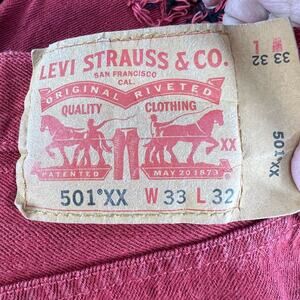 LEVI STRAUSS & CO.
SAN FRANCISCO
CAL.
ORIGINAL RIVETED
QUALITY CLOTHING
XX
PATENTED MAY 20 1873
501®XX W 33 L 32
33 32
501®XX